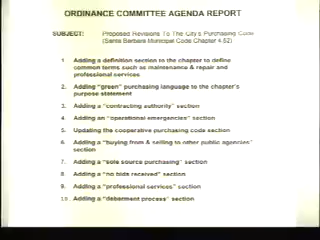 ORDINANCE COMMITTEE AGENDA REPORT
SUBJECT: Proposed Revisions To The City's Purchasing Code
(Santa Barbara Municipal Code Chapter 4.52)
1. Adding a definition section to the chapter to define
common terms such as maintenance & repair and
professional services
2. Adding "green" purchasing language to the chapter's
purpose statement
3. Adding a "contracting authority" section
4. Adding an "operational emergencies" section
5. Updating the cooperative purchasing code section
6. Adding a "buying from & selling to other public agencies"
section
7. Adding a "sole source purchasing" section
8. Adding a "no bids received" section
9. Adding a "professional services" section
10. Adding a "debarment process" section